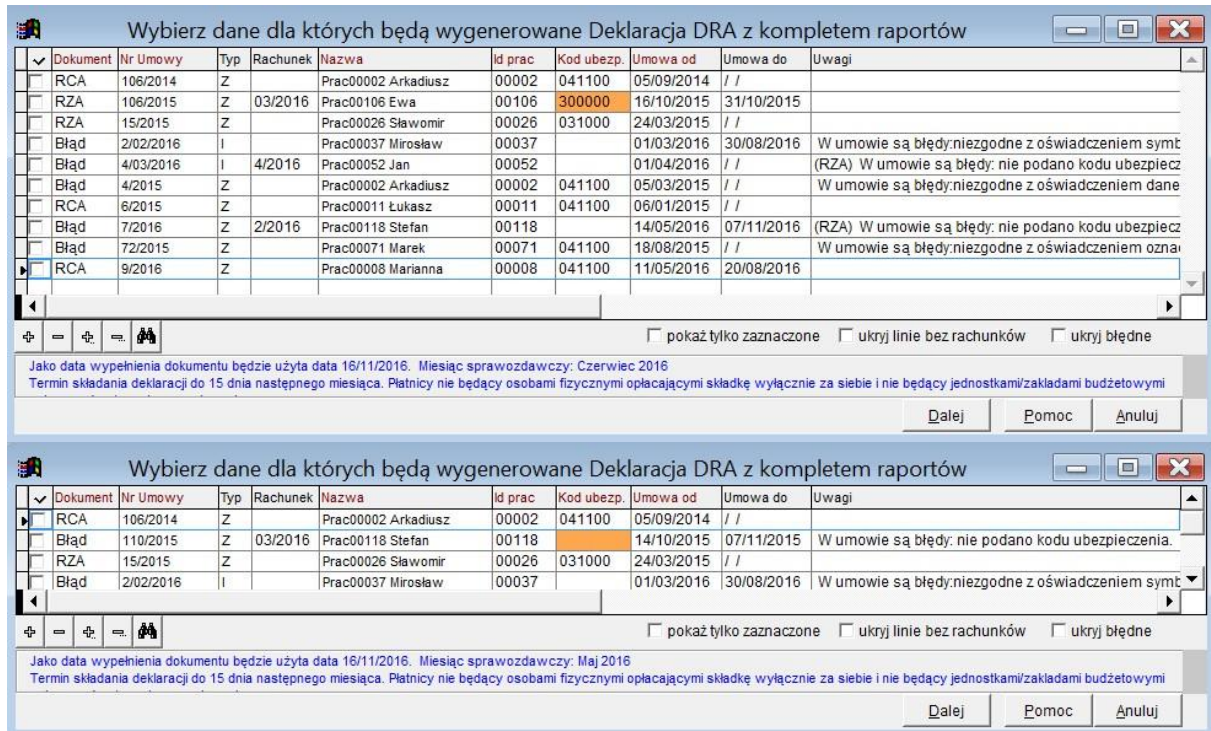 Wybierz dane dla których będą wygenerowane Deklaracja DRA z kompletem raportów
Dokument Nr Umowy Typ Rachunek Nazwa Id prac Kod ubezp. Umowa od Umowa do Uwagi
RCA 106/2014 Z Prac00002 Arkadiusz 00002 041100 05/09/2014 / /
RZA 106/2015 Z 03/2016 Prac00106 Ewa 00106 300000 16/10/2015 31/10/2015
RZA 15/2015 Z Prac00026 Sławomir 00026 031000 24/03/2015 / /
Błąd 2/02/2016 I Prac00037 Mirosław 00037 01/03/2016 30/08/2016 W umowie są błędy:niezgodne z oświadczeniem symb
Błąd 4/03/2016 I 4/2016 Prac00052 Jan 00052 01/04/2016 / / (RZA) W umowie są błędy: nie podano kodu ubezpiecz
Błąd 4/2015 Z Prac00002 Arkadiusz 00002 041100 05/03/2015 / / W umowie są błędy:niezgodne z oświadczeniem dane
RCA 6/2015 Z Prac00011 Łukasz 00011 041100 06/01/2015 / /
Błąd 7/2016 Z 2/2016 Prac00118 Stefan 00118 14/05/2016 07/11/2016 (RZA) W umowie są błędy: nie podano kodu ubezpiecz
Błąd 72/2015 Z Prac00071 Marek 00071 041100 18/08/2015 / / W umowie są błędy:niezgodne z oświadczeniem oznac
RCA 9/2016 Z Prac00008 Marianna 00008 041100 11/05/2016 20/08/2016
pokaż tylko zaznaczone ukryj linie bez rachunków ukryj błędne
Jako data wypełnienia dokumentu będzie użyta data 16/11/2016. Miesiąc sprawozdawczy: Czerwiec 2016
Termin składania deklaracji do 15 dnia następnego miesiąca. Płatnicy nie będący osobami fizycznymi opłacającymi składkę wyłącznie za siebie i nie będący jednostkami/zakladami budżetowymi
Dalej Pomoc Anuluj
Wybierz dane dla których będą wygenerowane Deklaracja DRA z kompletem raportów
Dokument Nr Umowy Typ Rachunek Nazwa Id prac Kod ubezp. Umowa od Umowa do Uwagi
RCA 106/2014 Z Prac00002 Arkadiusz 00002 041100 05/09/2014 / /
Błąd 110/2015 Z 03/2016 Prac00118 Stefan 00118 14/10/2015 07/11/2015 W umowie są błędy: nie podano kodu ubezpieczenia.
RZA 15/2015 Z Prac00026 Sławomir 00026 031000 24/03/2015 / /
Błąd 2/02/2016 I Prac00037 Mirosław 00037 01/03/2016 30/08/2016 W umowie są błędy:niezgodne z oświadczeniem symb
pokaż tylko zaznaczone ukryj linie bez rachunków ukryj błędne
Jako data wypełnienia dokumentu będzie użyta data 16/11/2016. Miesiąc sprawozdawczy: Maj 2016
Termin składania deklaracji do 15 dnia następnego miesiąca. Płatnicy nie będący osobami fizycznymi opłacającymi składkę wyłącznie za siebie i nie będący jednostkami/zakladami budżetowymi
Dalej Pomoc Anuluj